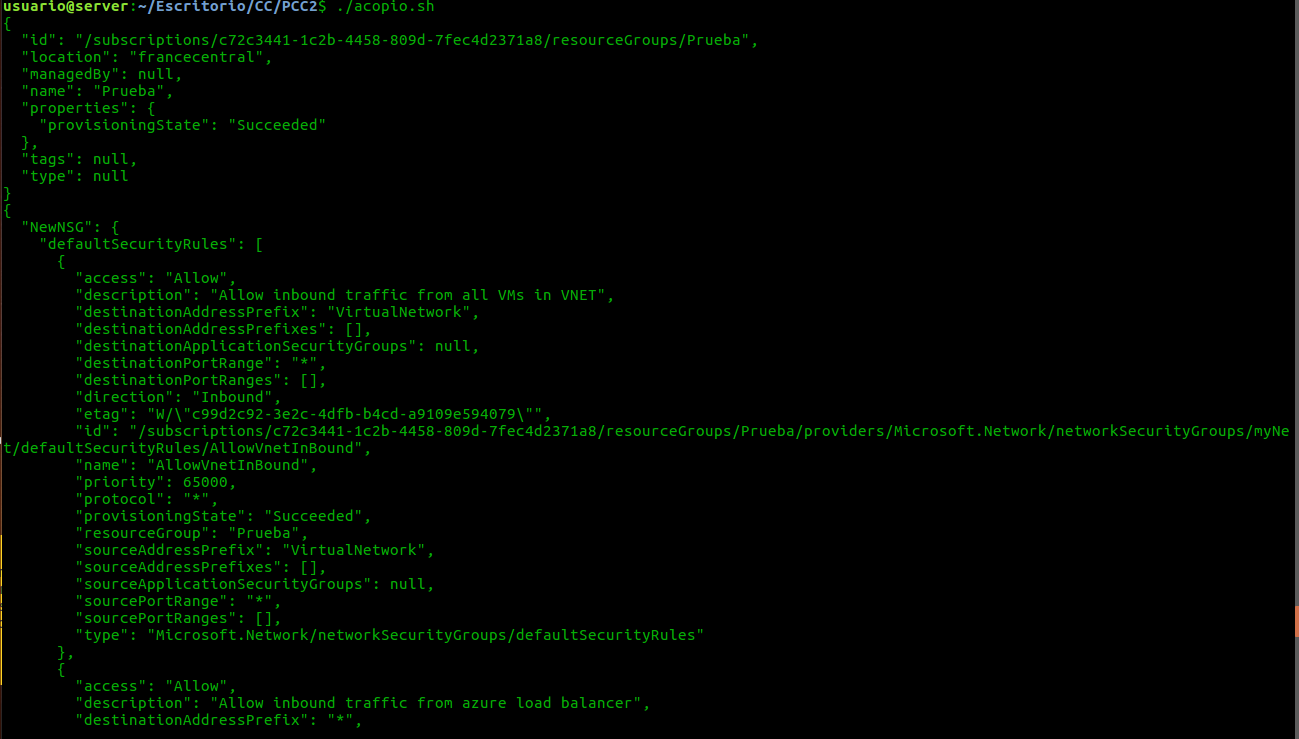 usuario@server:~/Escritorio/CC/PCC2$ ./acopio.sh
{
  "id": "/subscriptions/c72c3441-1c2b-4458-809d-7fec4d2371a8/resourceGroups/Prueba",
  "location": "francecentral",
  "managedBy": null,
  "name": "Prueba",
  "properties": {
    "provisioningState": "Succeeded"
  },
  "tags": null,
  "type": null
}
{
  "NewNSG": {
    "defaultSecurityRules": [
      {
        "access": "Allow",
        "description": "Allow inbound traffic from all VMs in VNET",
        "destinationAddressPrefix": "VirtualNetwork",
        "destinationAddressPrefixes": [],
        "destinationApplicationSecurityGroups": null,
        "destinationPortRange": "*",
        "destinationPortRanges": [],
        "direction": "Inbound",
        "etag": "W/\"c99d2c92-3e2c-4dfb-b4cd-a9109e594079\"",
        "id": "/subscriptions/c72c3441-1c2b-4458-809d-7fec4d2371a8/resourceGroups/Prueba/providers/Microsoft.Network/networkSecurityGroups/myNe
t/defaultSecurityRules/AllowVnetInBound",
        "name": "AllowVnetInBound",
        "priority": 65000,
        "protocol": "*",
        "provisioningState": "Succeeded",
        "resourceGroup": "Prueba",
        "sourceAddressPrefix": "VirtualNetwork",
        "sourceAddressPrefixes": [],
        "sourceApplicationSecurityGroups": null,
        "sourcePortRange": "*",
        "sourcePortRanges": [],
        "type": "Microsoft.Network/networkSecurityGroups/defaultSecurityRules"
      },
      {
        "access": "Allow",
        "description": "Allow inbound traffic from azure load balancer",
        "destinationAddressPrefix": "*",